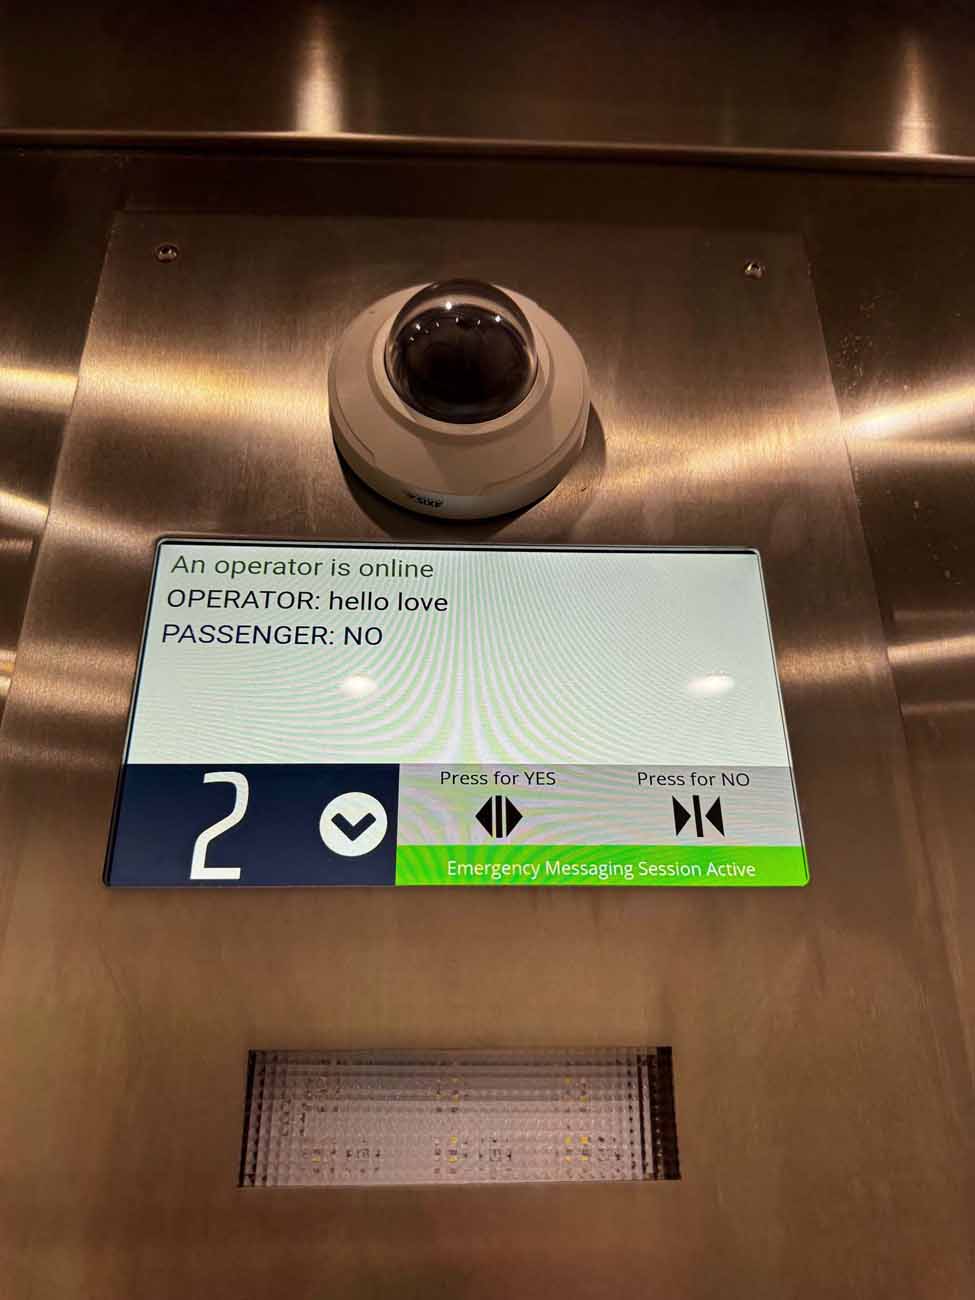 AXIS
An operator is online
OPERATOR: hello love
PASSENGER: NO
2
Press for YES
Press for NO
Emergency Messaging Session Active